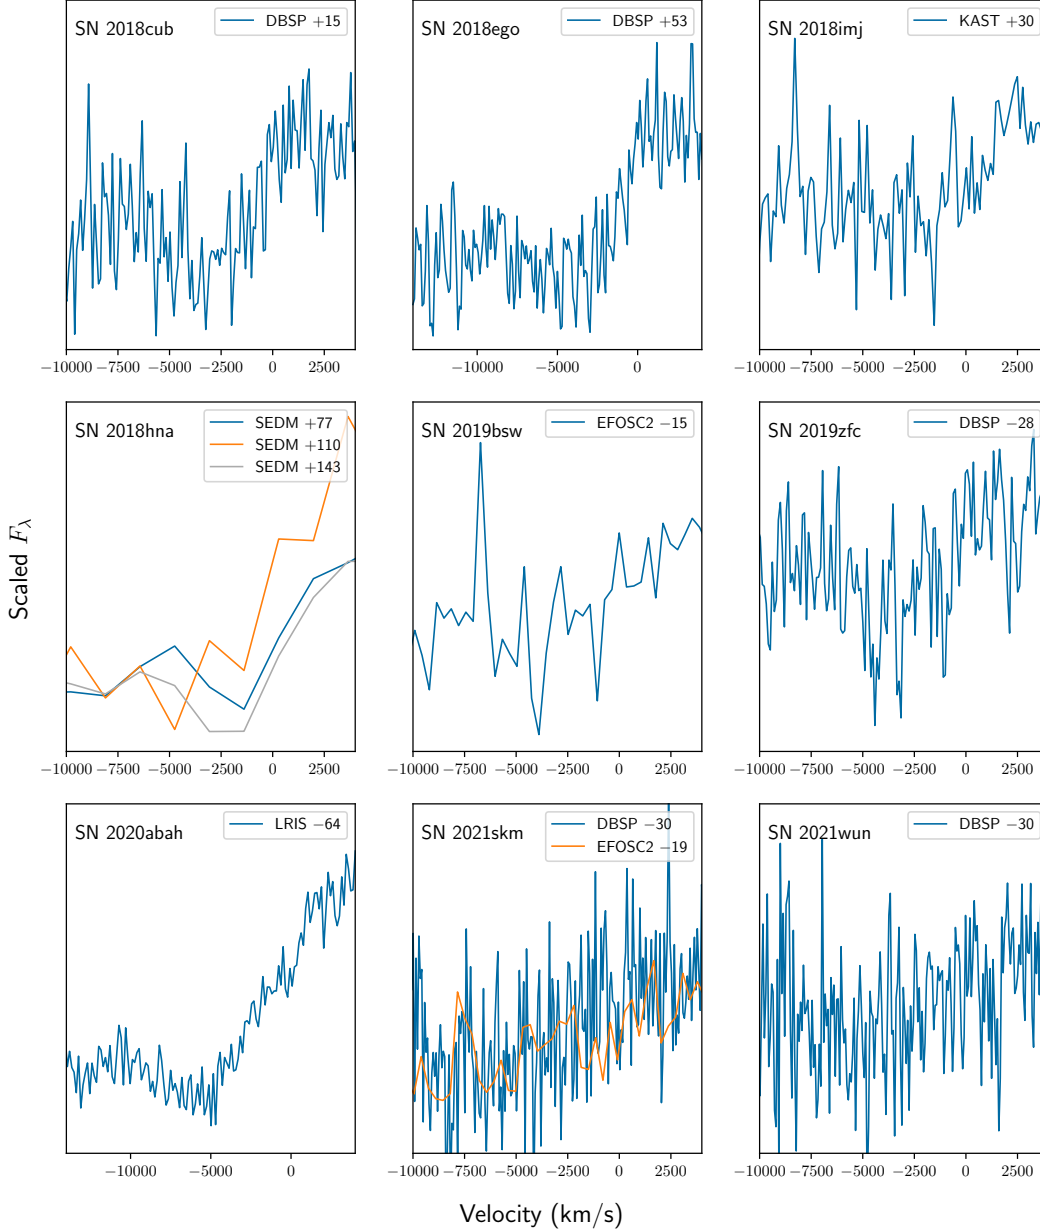 SN 2018cub
DBSP +15
SN 2018ego
DBSP +53
SN 2018imj
KAST +30
−10000 −7500 −5000 −2500 0 2500
−10000 −5000 0
−10000 −7500 −5000 −2500 0 2500
SN 2018hna
SEDM +77
SEDM +110
SEDM +143
SN 2019bsw
EFOSC2 −15
SN 2019zfc
DBSP −28
Scaled Fλ
−10000 −7500 −5000 −2500 0 2500
−10000 −7500 −5000 −2500 0 2500
−10000 −7500 −5000 −2500 0 2500
SN 2020abah
LRIS −64
SN 2021skm
DBSP −30
EFOSC2 −19
SN 2021wun
DBSP −30
−10000 −5000 0
−10000 −7500 −5000 −2500 0 2500
−10000 −7500 −5000 −2500 0 2500
Velocity (km/s)